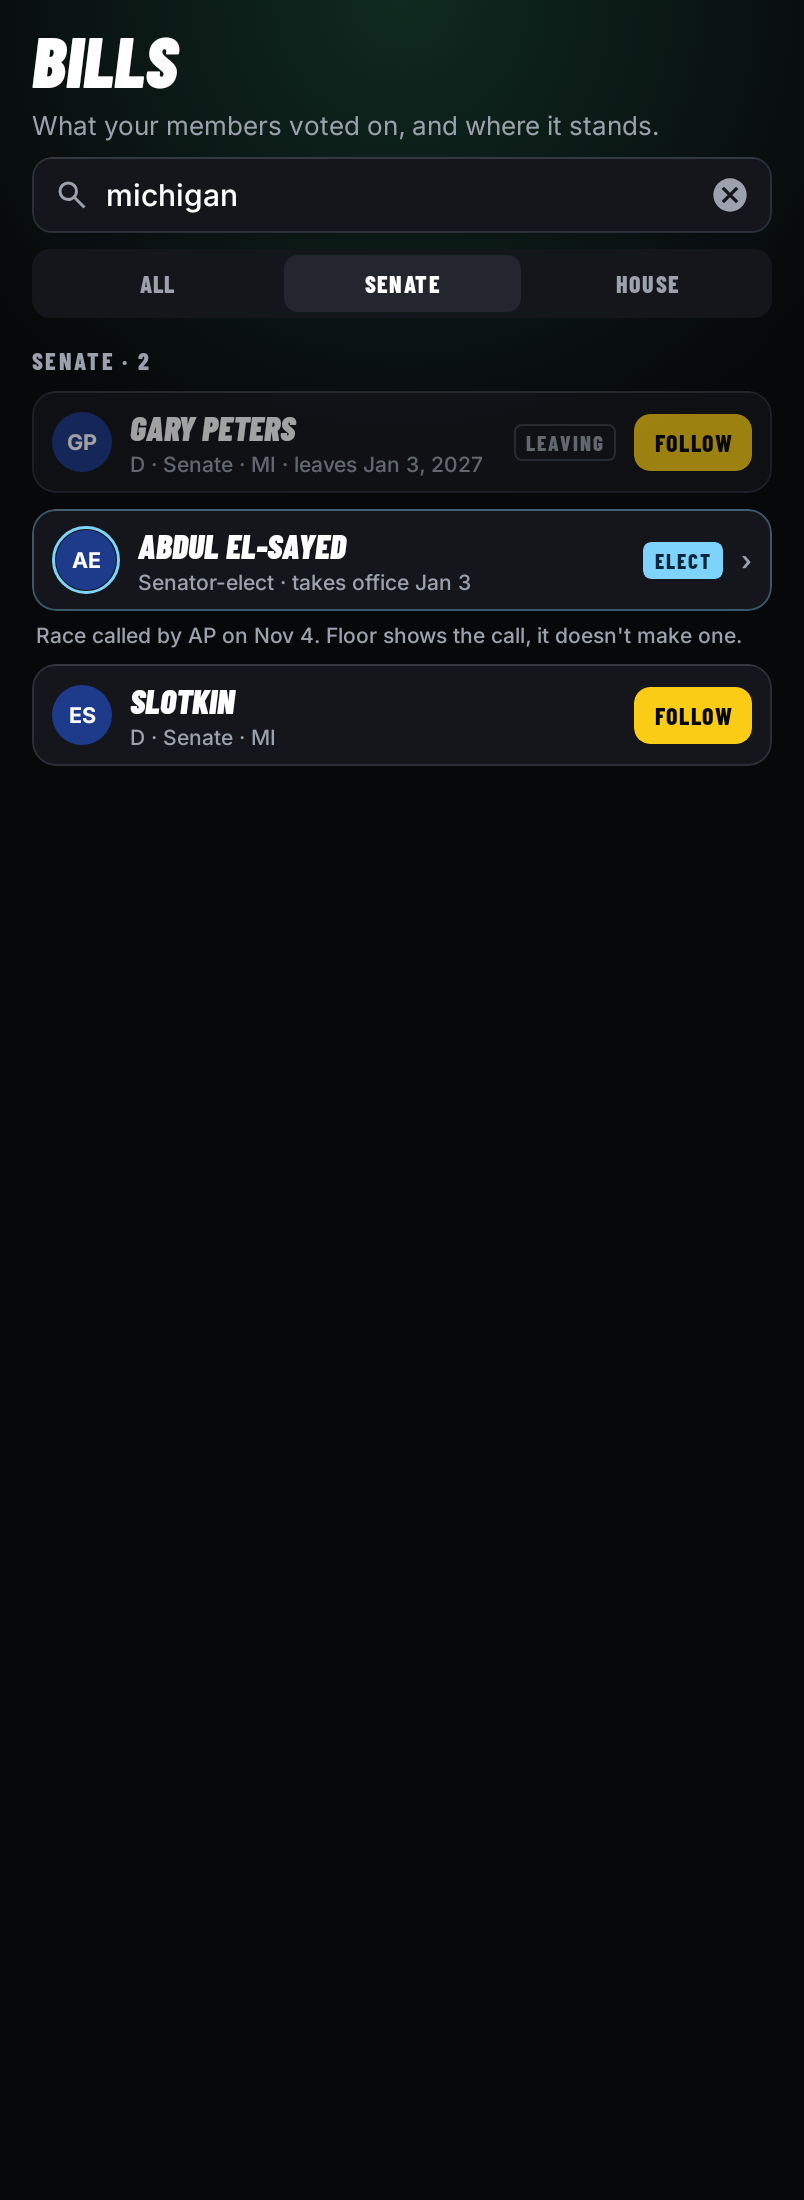 BILLS
What your members voted on, and where it stands.
michigan
ALL SENATE HOUSE
SENATE · 2
GP GARY PETERS LEAVING FOLLOW
D · Senate · MI · leaves Jan 3, 2027
AE ABDUL EL-SAYED ELECT ›
Senator-elect · takes office Jan 3
Race called by AP on Nov 4. Floor shows the call, it doesn't make one.
ES SLOTKIN FOLLOW
D · Senate · MI